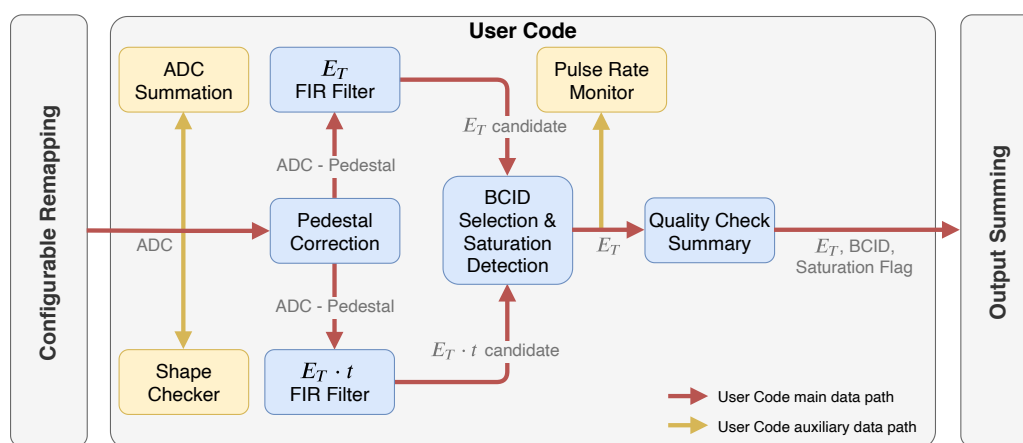 User Code
Configurable Remapping
ADC
Summation
E_T
FIR Filter
Pulse Rate
Monitor
E_T candidate
ADC - Pedestal
ADC
Pedestal
Correction
BCID
Selection &
Saturation
Detection
E_T
Quality Check
Summary
E_T, BCID,
Saturation Flag
Output Summing
ADC - Pedestal
E_T · t candidate
Shape
Checker
E_T · t
FIR Filter
User Code main data path
User Code auxiliary data path